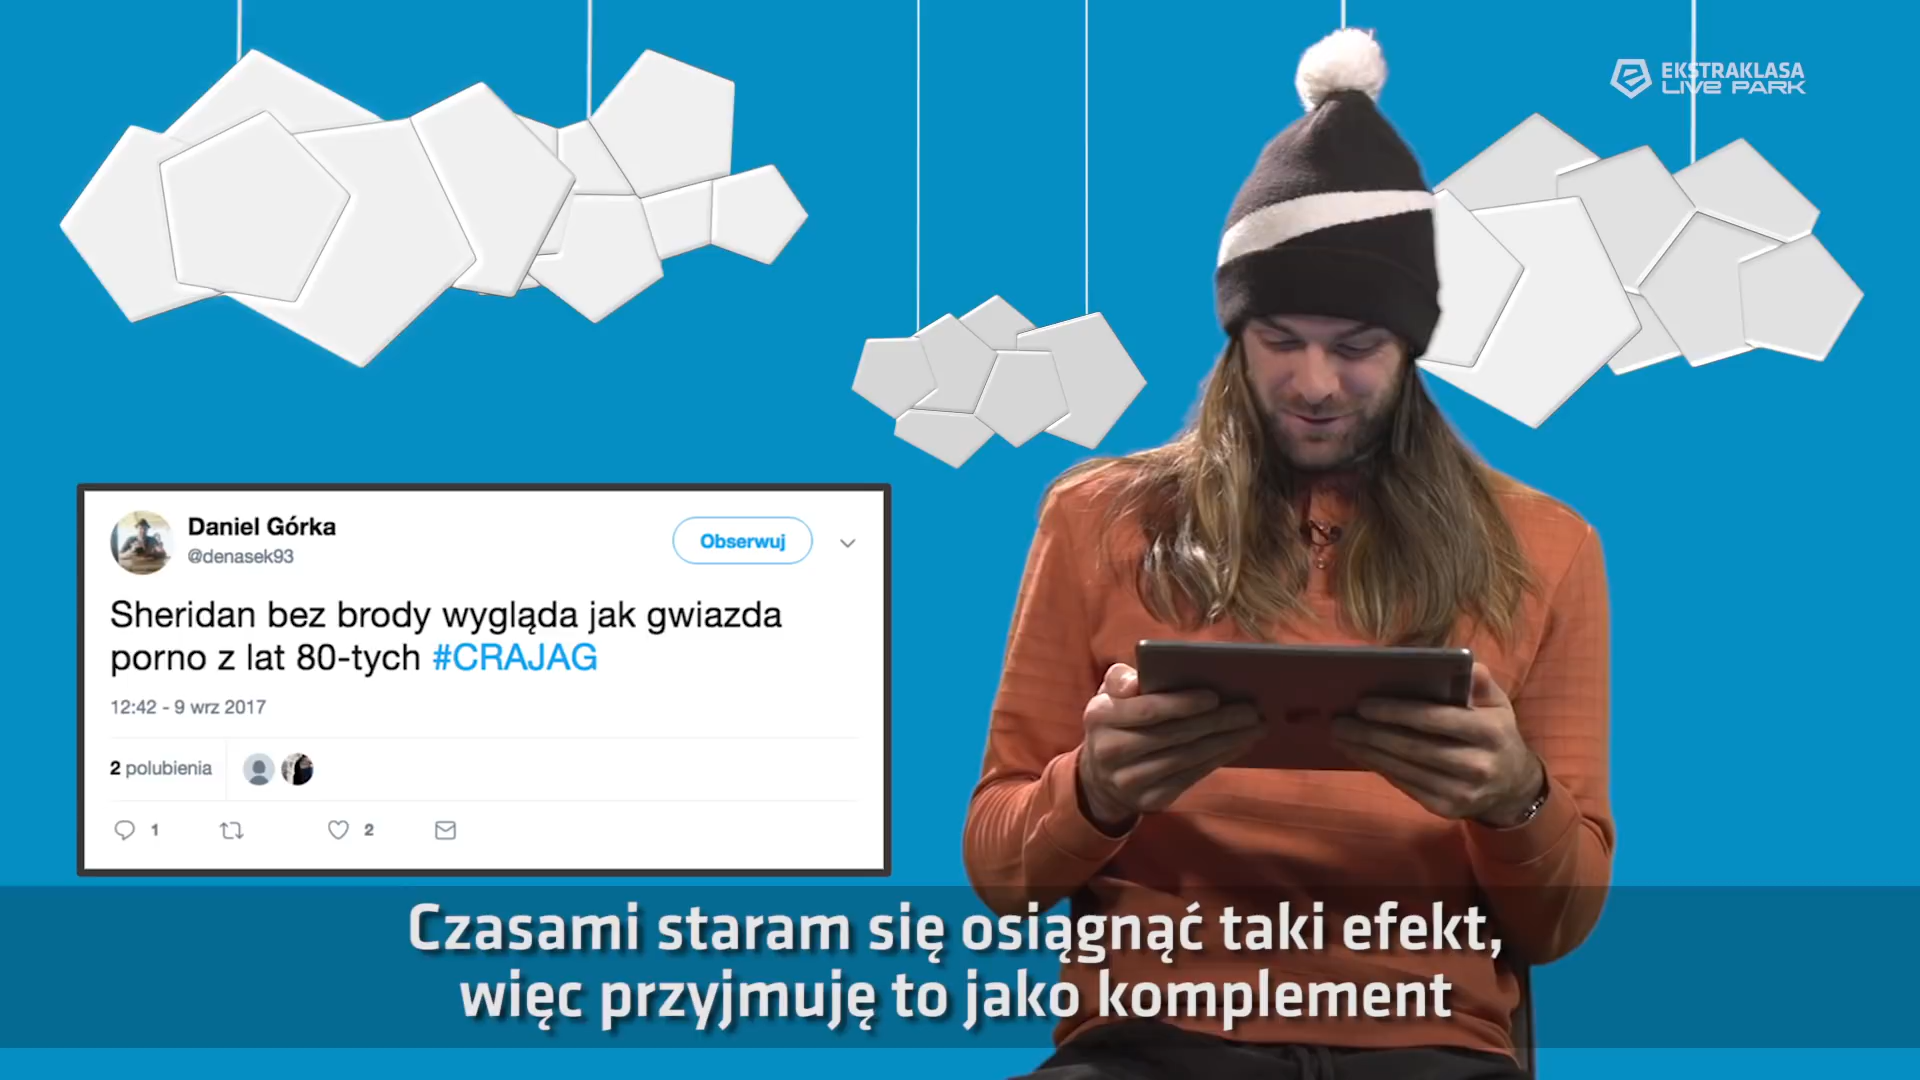 EKSTRAKLASA
LIVE PARK
Daniel Górka
@denasek93
Obserwuj
Sheridan bez brody wygląda jak gwiazda
porno z lat 80-tych #CRAJAG
12:42 - 9 wrz 2017
2 polubienia
1
2
Czasami staram się osiągnąć taki efekt,
więc przyjmuję to jako komplement